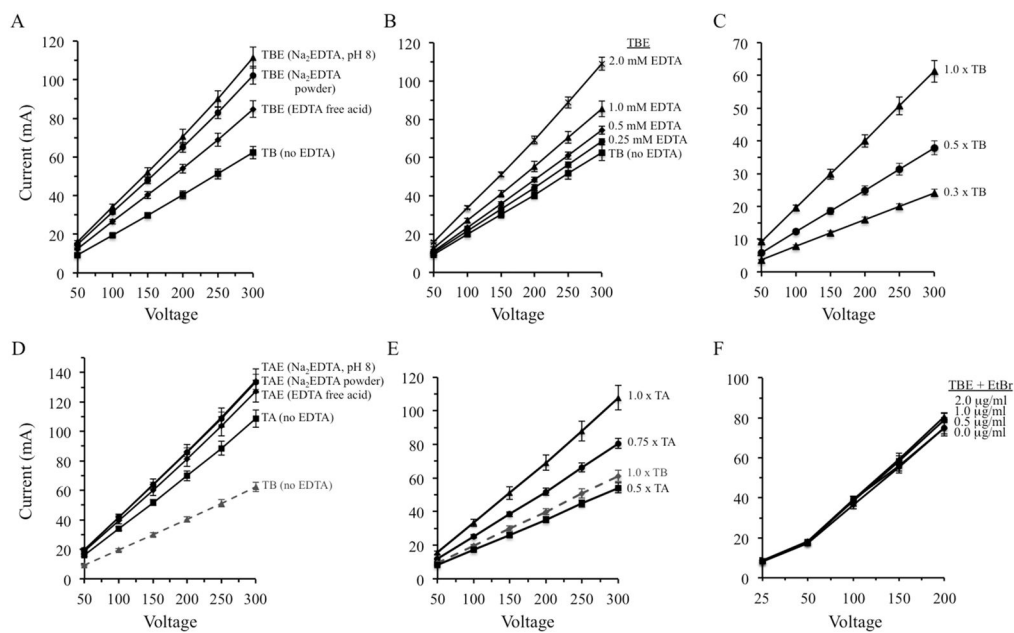 A
Current (mA)
120
100
80
60
40
20
0
50 100 150 200 250 300
Voltage
TBE (Na₂EDTA, pH 8)
TBE (Na₂EDTA
powder)
TBE (EDTA free acid)
TB (no EDTA)
B
120
100
80
60
40
20
0
50 100 150 200 250 300
Voltage
TBE
2.0 mM EDTA
1.0 mM EDTA
0.5 mM EDTA
0.25 mM EDTA
TB (no EDTA)
C
70
60
50
40
30
20
10
0
50 100 150 200 250 300
Voltage
1.0 x TB
0.5 x TB
0.3 x TB
D
Current (mA)
140
120
100
80
60
40
20
0
50 100 150 200 250 300
Voltage
TAE (Na₂EDTA, pH 8)
TAE (Na₂EDTA powder)
TAE (EDTA free acid)
TA (no EDTA)
TB (no EDTA)
E
120
100
80
60
40
20
0
50 100 150 200 250 300
Voltage
1.0 x TA
0.75 x TA
1.0 x TB
0.5 x TA
F
100
80
60
40
20
0
25 50 100 150 200
Voltage
TBE + EtBr
2.0 µg/ml
1.0 µg/ml
0.5 µg/ml
0.0 µg/ml